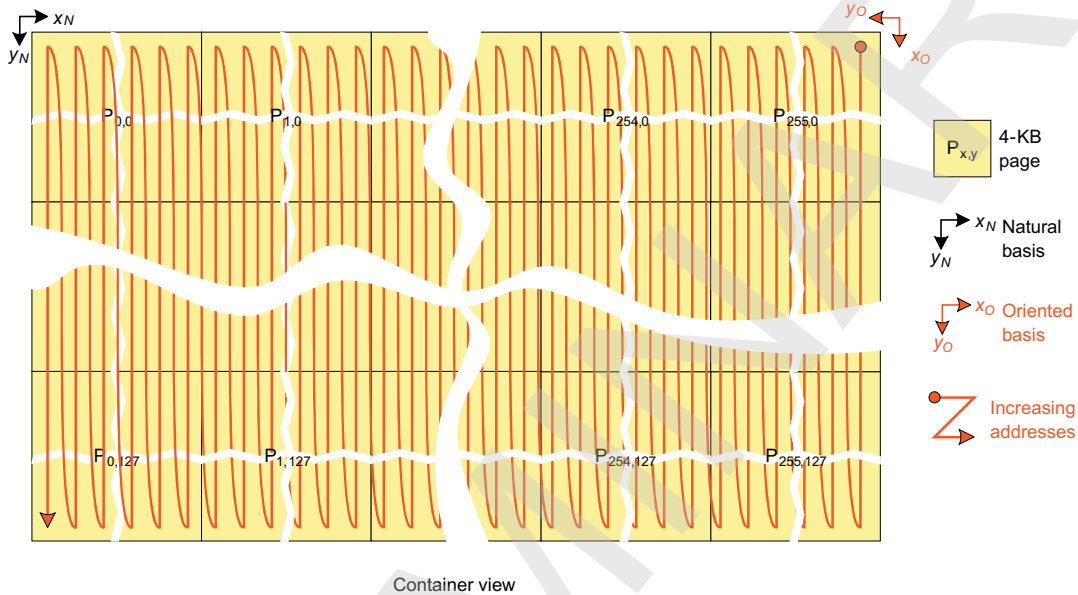 x_N
y_O
y_N
x_O
P_0,0
P_1,0
P_254,0
P_255,0
P_x,y
4-KB
page
x_N
Natural
y_N
basis
x_O
Oriented
y_O
basis
Increasing
addresses
P_0,127
P_1,127
P_254,127
P_255,127
Container view